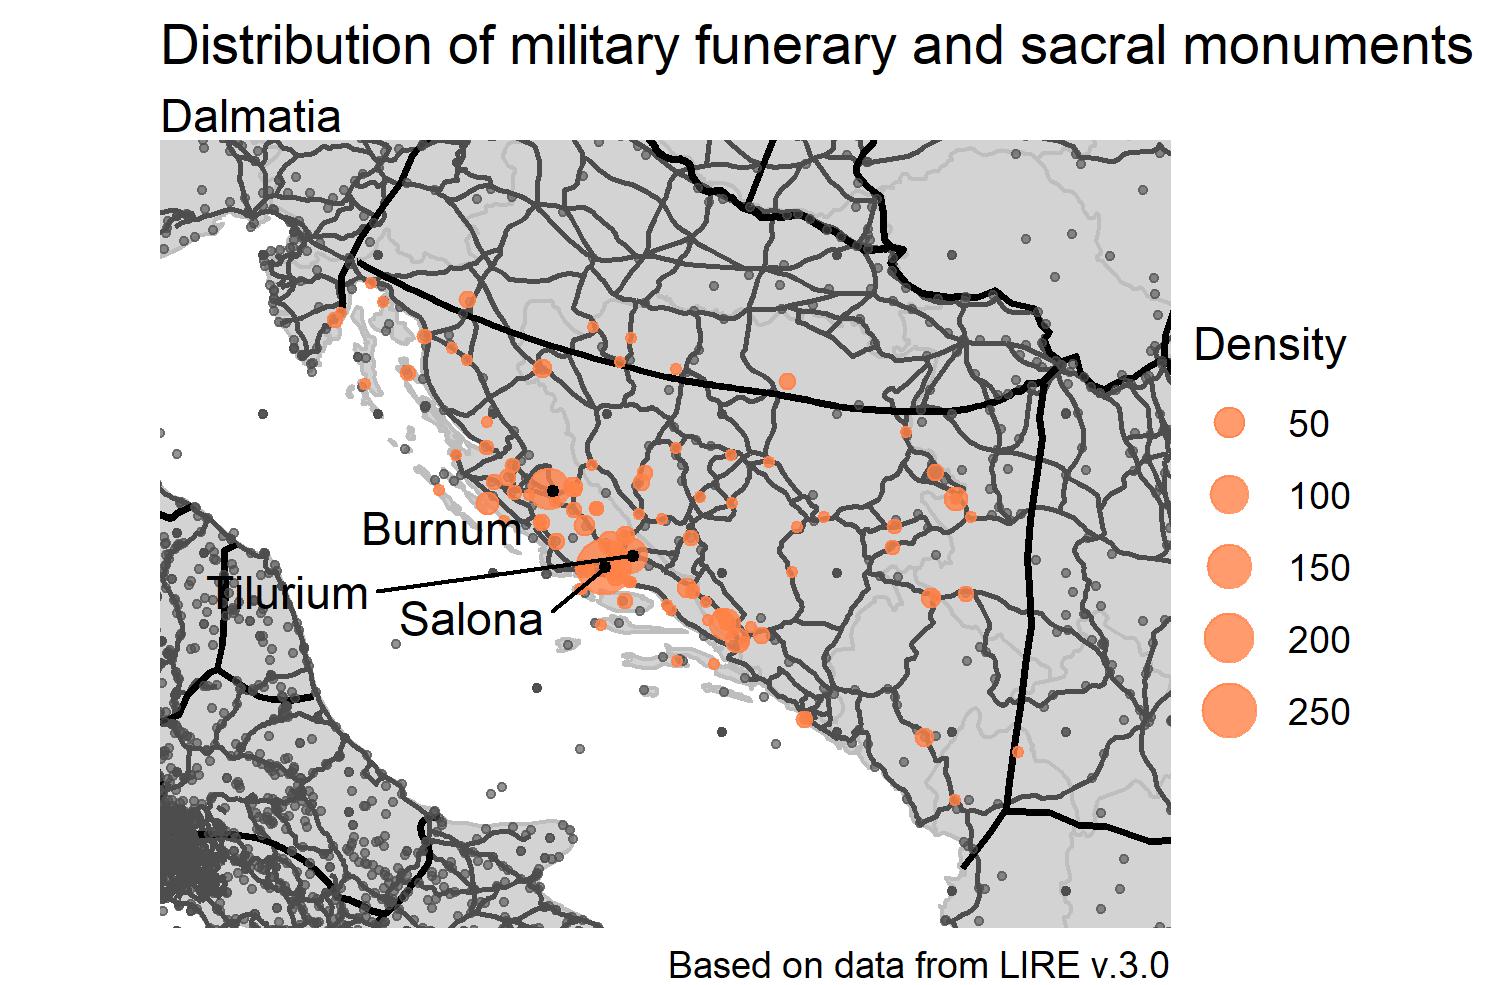 Distribution of military funerary and sacral monuments
Dalmatia
Burnum
Tilurium
Salona
Density
50
100
150
200
250
Based on data from LIRE v.3.0